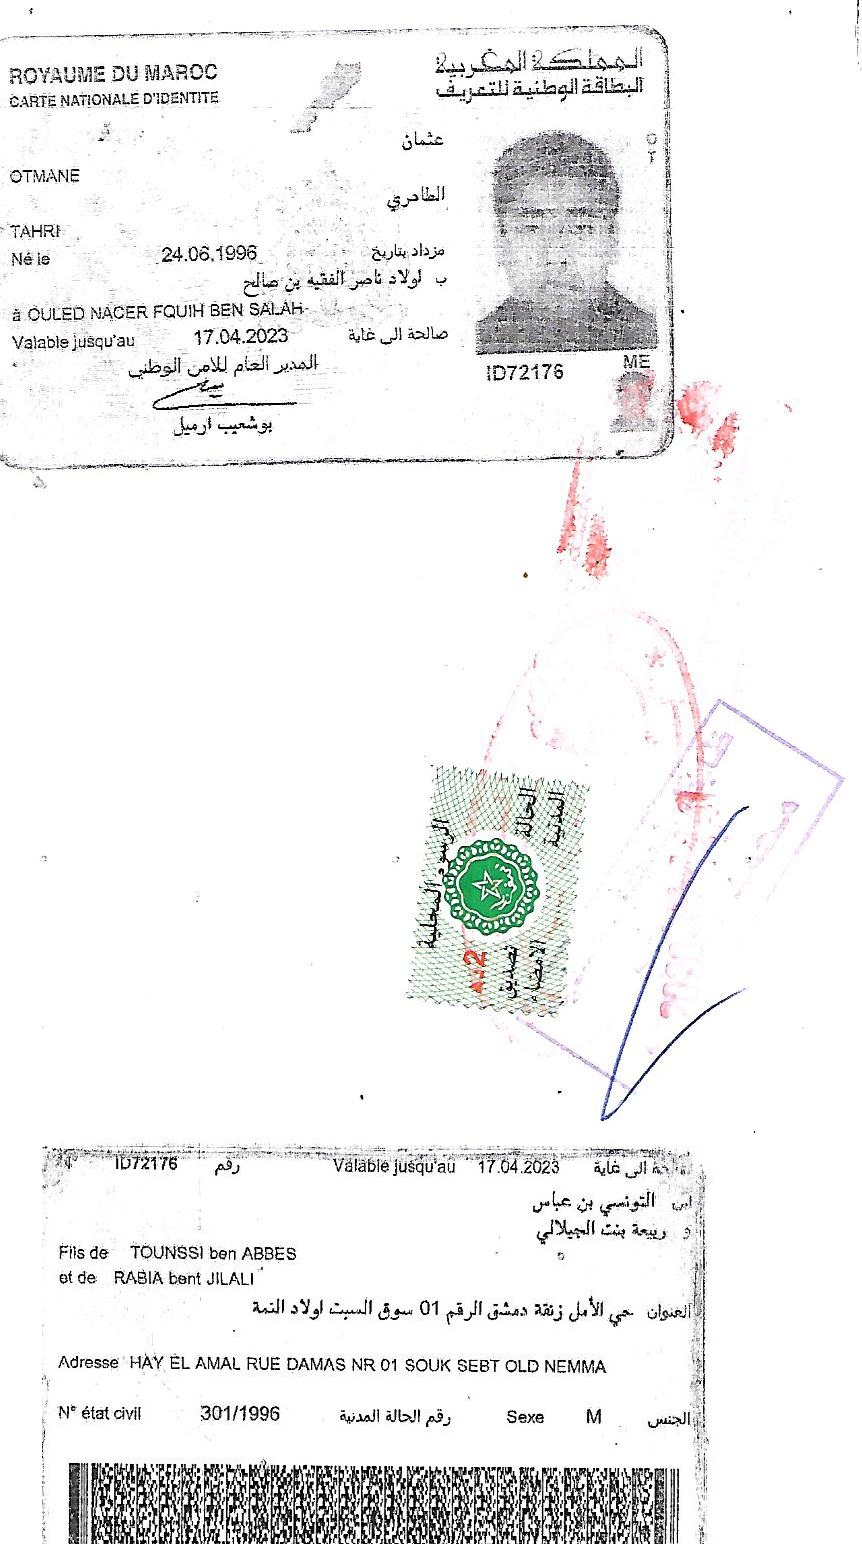 ROYAUME DU MAROC
المملكة المغربية
CARTE NATIONALE D'IDENTITE
البطاقة الوطنية للتعريف
عثمان
OTMANE
الطاهري
TAHRI
Né le 24.06.1996 مزداد بتاريخ
ب اولاد ناصر الفقيه بن صالح
à OULED NACER FQUIH BEN SALAH
Valable jusqu'au 17.04.2023 صالحة الى غاية
المدير العام للامن الوطني
بوشعيب ارميل
ID72176
ME
الرسوم المحلية
الحالة المدنية
تصديق الامضاء
2
N° ID72176 رقم Valable jusqu'au 17.04.2023 صالحة الى غاية
ابن التونسي بن عباس
و ربيعة بنت الجيلالي
Fils de TOUNSSI ben ABBES
et de RABIA bent JILALI
العنوان حي الأمل زنقة دمشق الرقم 01 سوق السبت اولاد النمة
Adresse HAY EL AMAL RUE DAMAS NR 01 SOUK SEBT OLD NEMMA
N° état civil 301/1996 رقم الحالة المدنية Sexe M الجنس